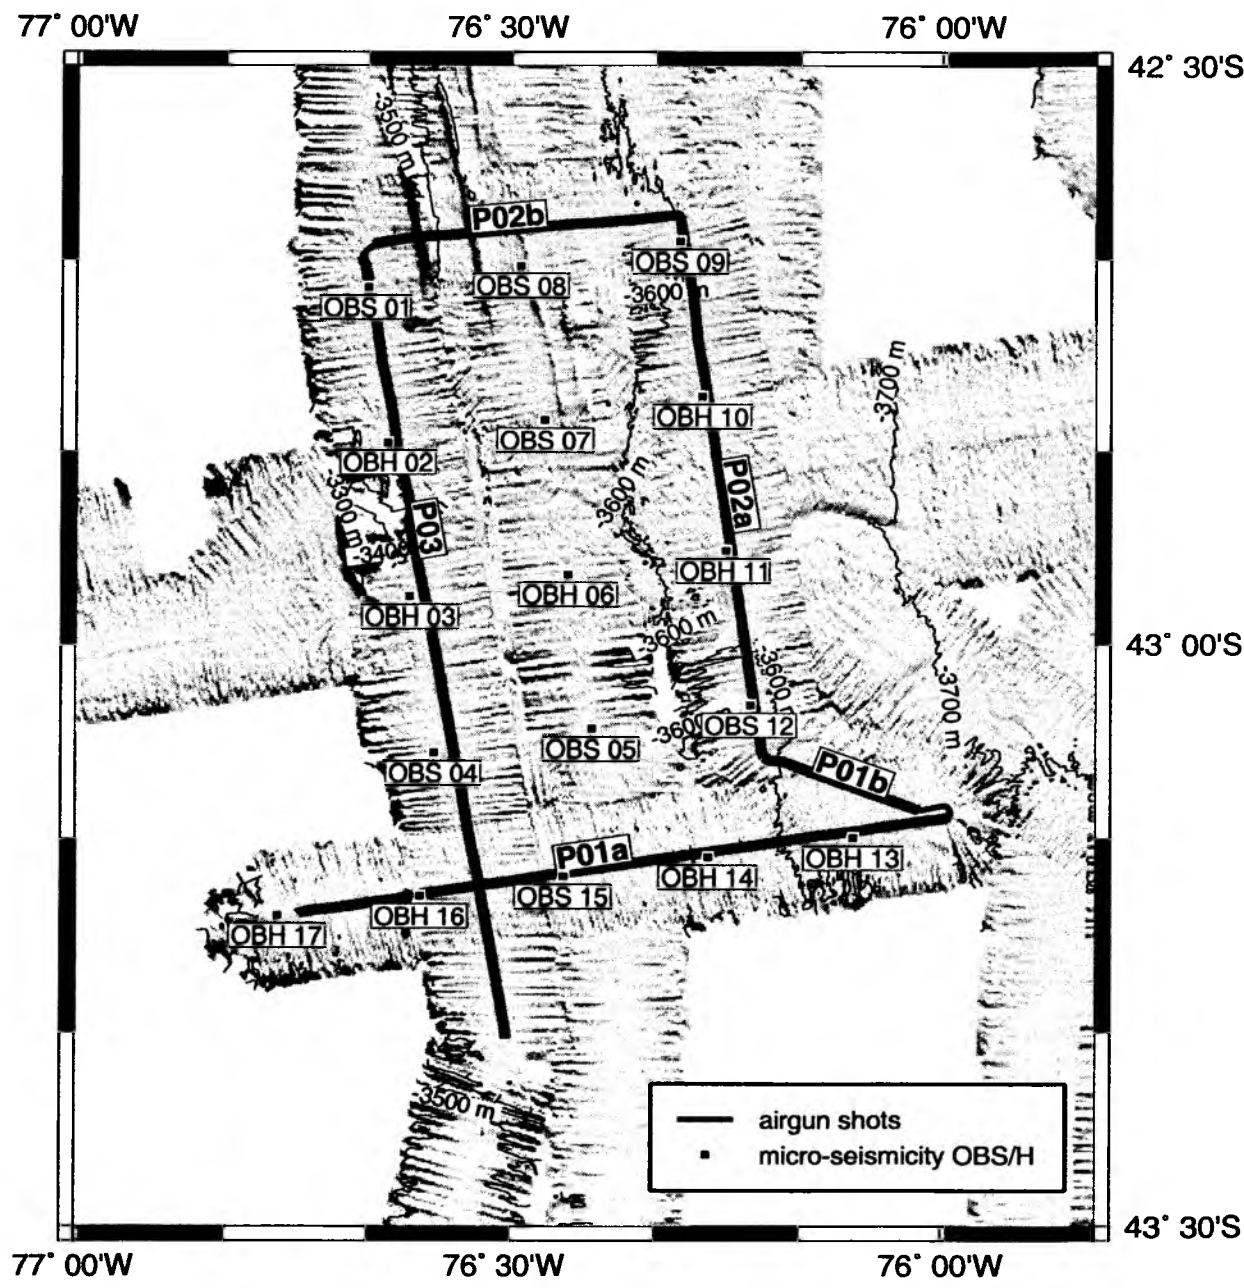 77° 00'W
76° 30'W
76° 00'W
42° 30'S
-3500 m
P02b
OBS 09
OBS 08
OBS 01
-3600 m
-3700 m
OBH 10
OBS 07
OBH 02
-3300 m
P03
-3600 m
P02a
-3400
OBH 11
OBH 06
OBH 03
-3600 m
43° 00'S
-3600
-3700 m
-3600
OBS 12
OBS 05
OBS 04
P01b
P01a
OBH 13
OBH 14
OBS 15
OBH 16
OBH 17
-3500 m
airgun shots
micro-seismicity OBS/H
43° 30'S
77° 00'W
76° 30'W
76° 00'W